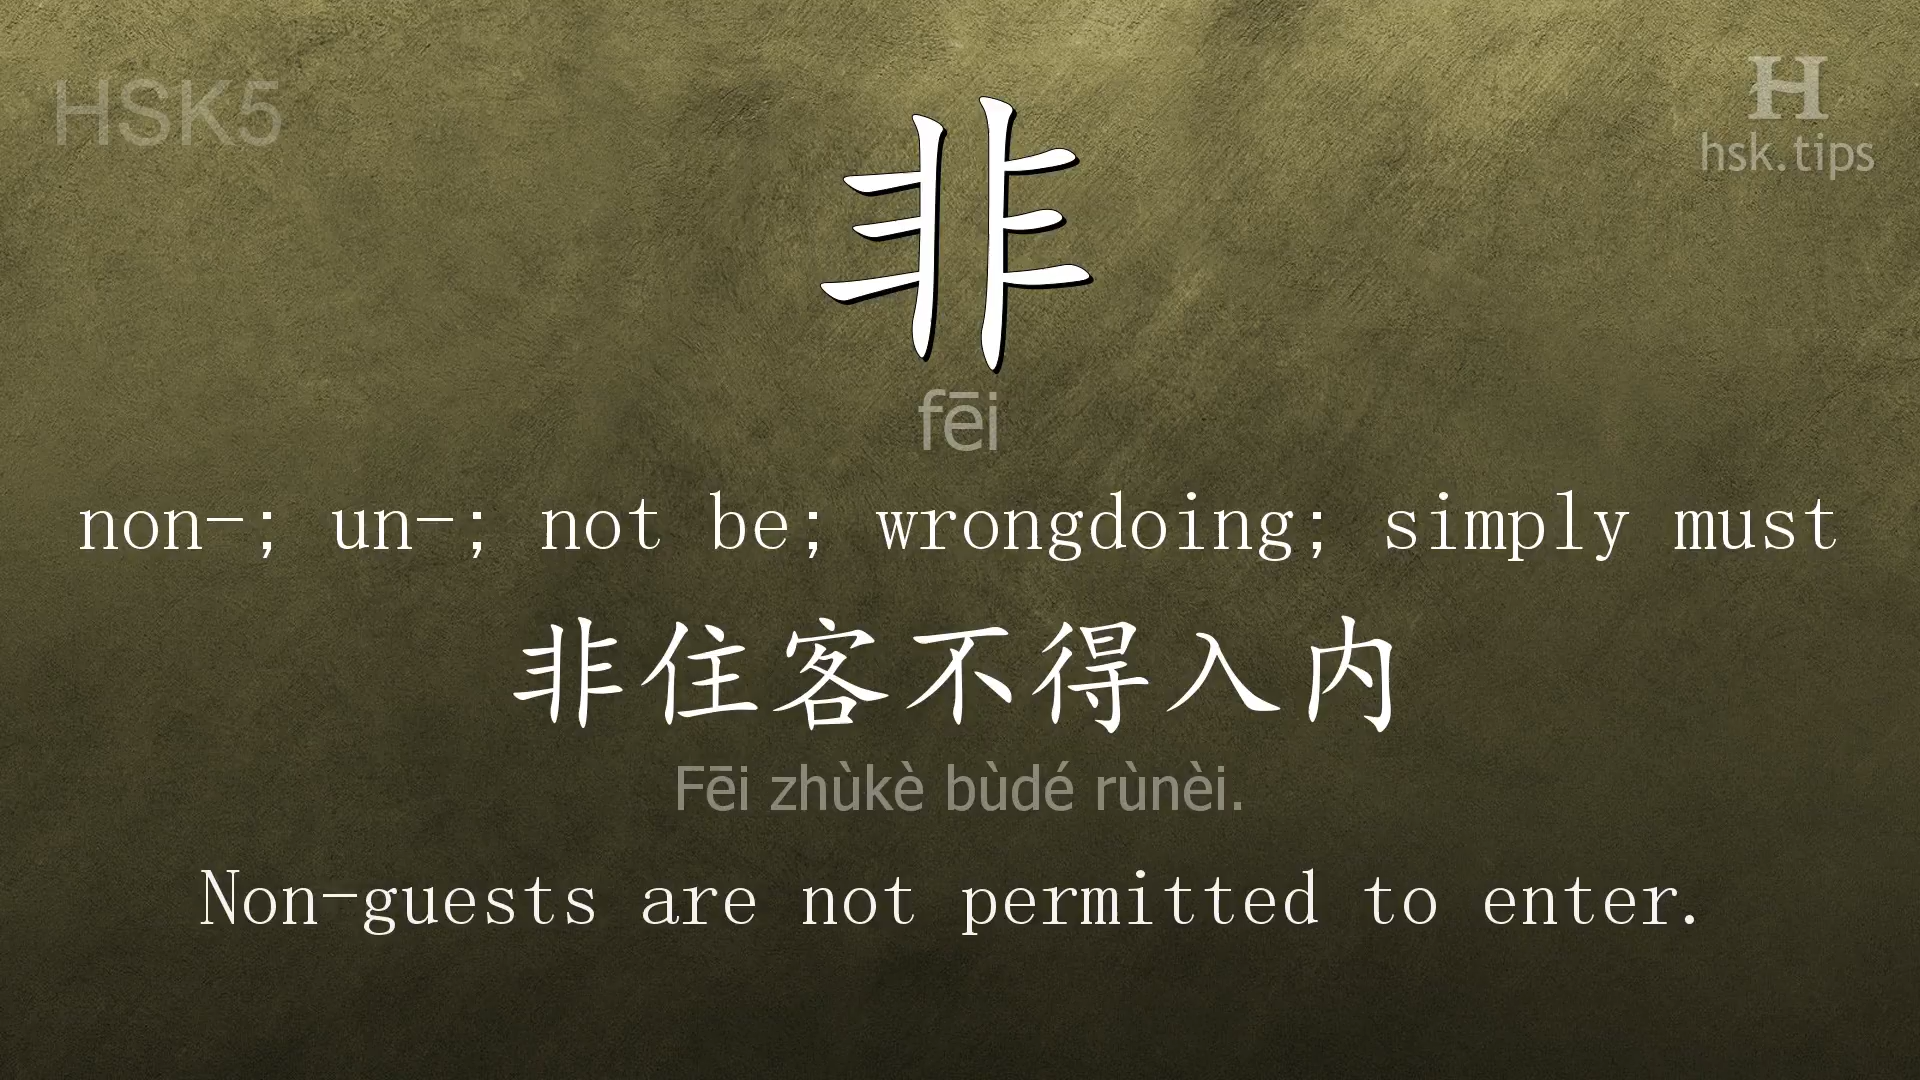 HSK5
H
hsk.tips
非
fēi
non-; un-; not be; wrongdoing; simply must
非住客不得入内
Fēi zhùkè bùdé rùnèi.
Non-guests are not permitted to enter.